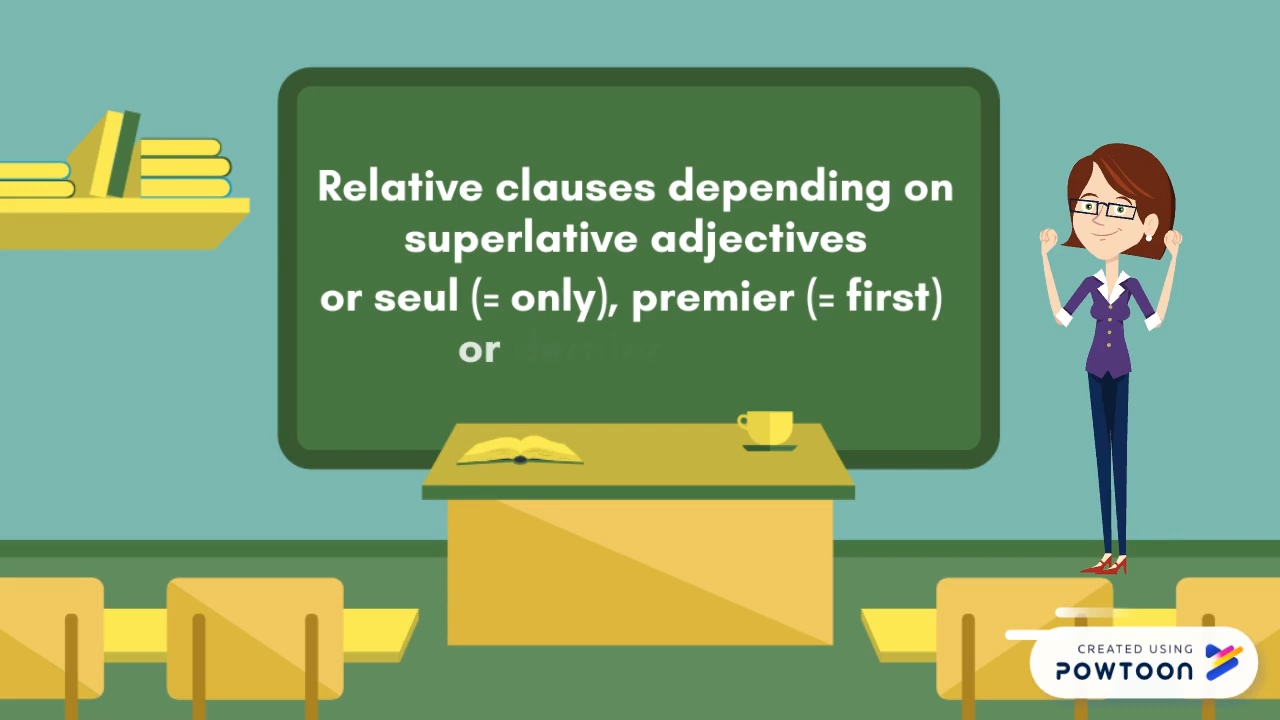 Relative clauses depending on
superlative adjectives
or seul (= only), premier (= first)
or
CREATED USING
POWTOON